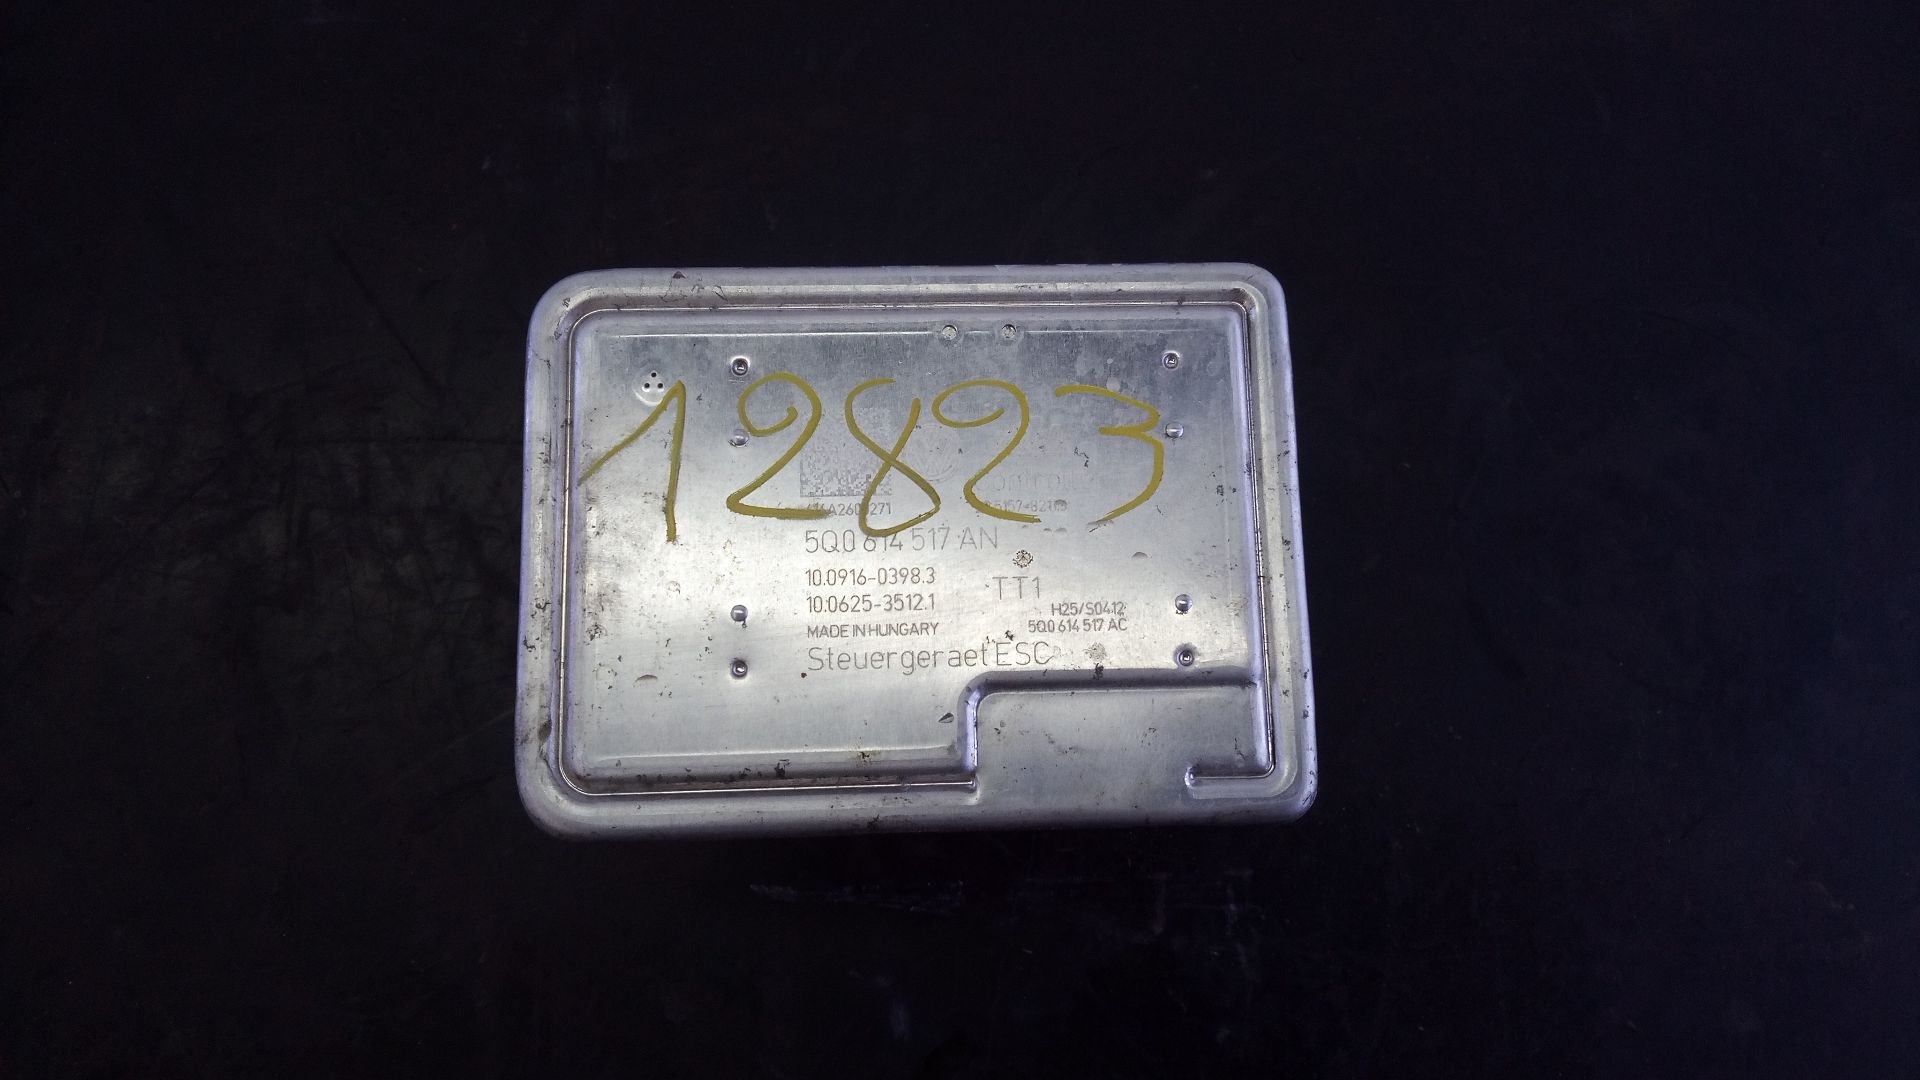 12823
5Q0 614 517 AN
10.0916-0398.3
TT1
10.0625-3512.1
H25/S0412
MADE IN HUNGARY
5Q0 614 517 AC
Steuergeraet ESC